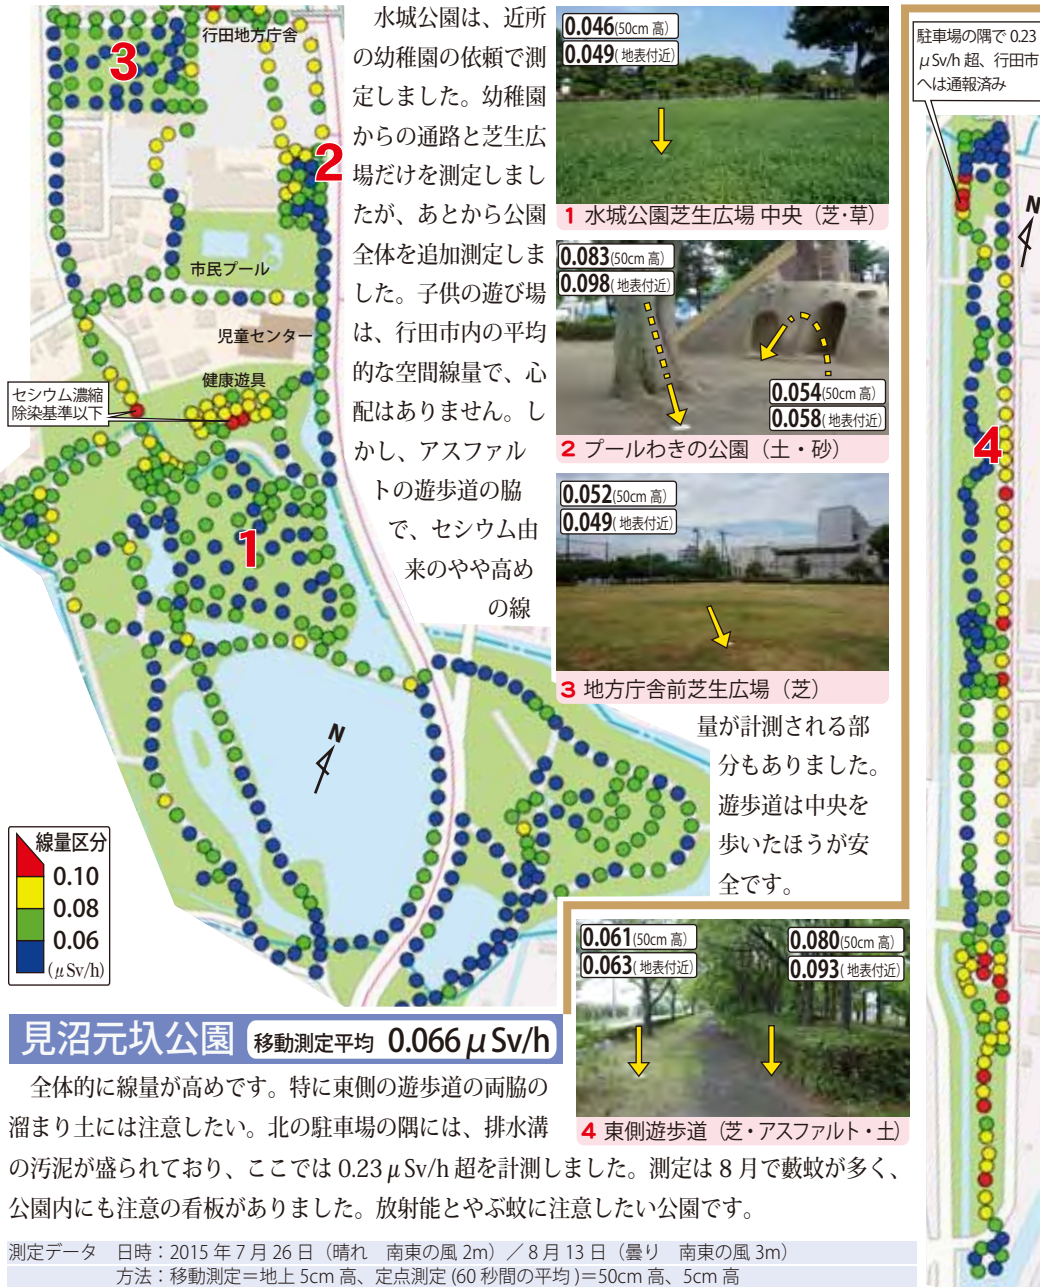 行田地方庁舎
3
2
市民プール
児童センター
健康遊具
セシウム濃縮
除染基準以下
1
N
線量区分
0.10
0.08
0.06
(μSv/h)
水城公園は、近所
の幼稚園の依頼で測
定しました。幼稚園
からの通路と芝生広
場だけを測定しまし
たが、あとから公園
全体を追加測定しま
した。子供の遊び場
は、行田市内の平均
的な空間線量で、心
配はありません。し
かし、アスファル
トの遊歩道の脇
で、セシウム由
来のやや高め
の線
量が計測される部
分もありました。
遊歩道は中央を
歩いたほうが安
全です。
0.046(50cm 高)
0.049(地表付近)
1 水城公園芝生広場 中央（芝・草）
0.083(50cm 高)
0.098(地表付近)
0.054(50cm 高)
0.058(地表付近)
2 プールわきの公園（土・砂）
0.052(50cm 高)
0.049(地表付近)
3 地方庁舎前芝生広場（芝）
駐車場の隅で 0.23
μSv/h 超、行田市
へは通報済み
N
4
0.061(50cm 高)
0.063(地表付近)
0.080(50cm 高)
0.093(地表付近)
4 東側遊歩道（芝・アスファルト・土）
見沼元圦公園 移動測定平均 0.066 μSv/h
全体的に線量が高めです。特に東側の遊歩道の両脇の
溜まり土には注意したい。北の駐車場の隅には、排水溝
の汚泥が盛られており、ここでは 0.23 μSv/h 超を計測しました。測定は 8 月で藪蚊が多く、
公園内にも注意の看板がありました。放射能とやぶ蚊に注意したい公園です。
測定データ 日時：2015 年 7 月 26 日（晴れ 南東の風 2m）／8 月 13 日（曇り 南東の風 3m）
方法：移動測定＝地上 5cm 高、定点測定 (60 秒間の平均 )＝50cm 高、5cm 高